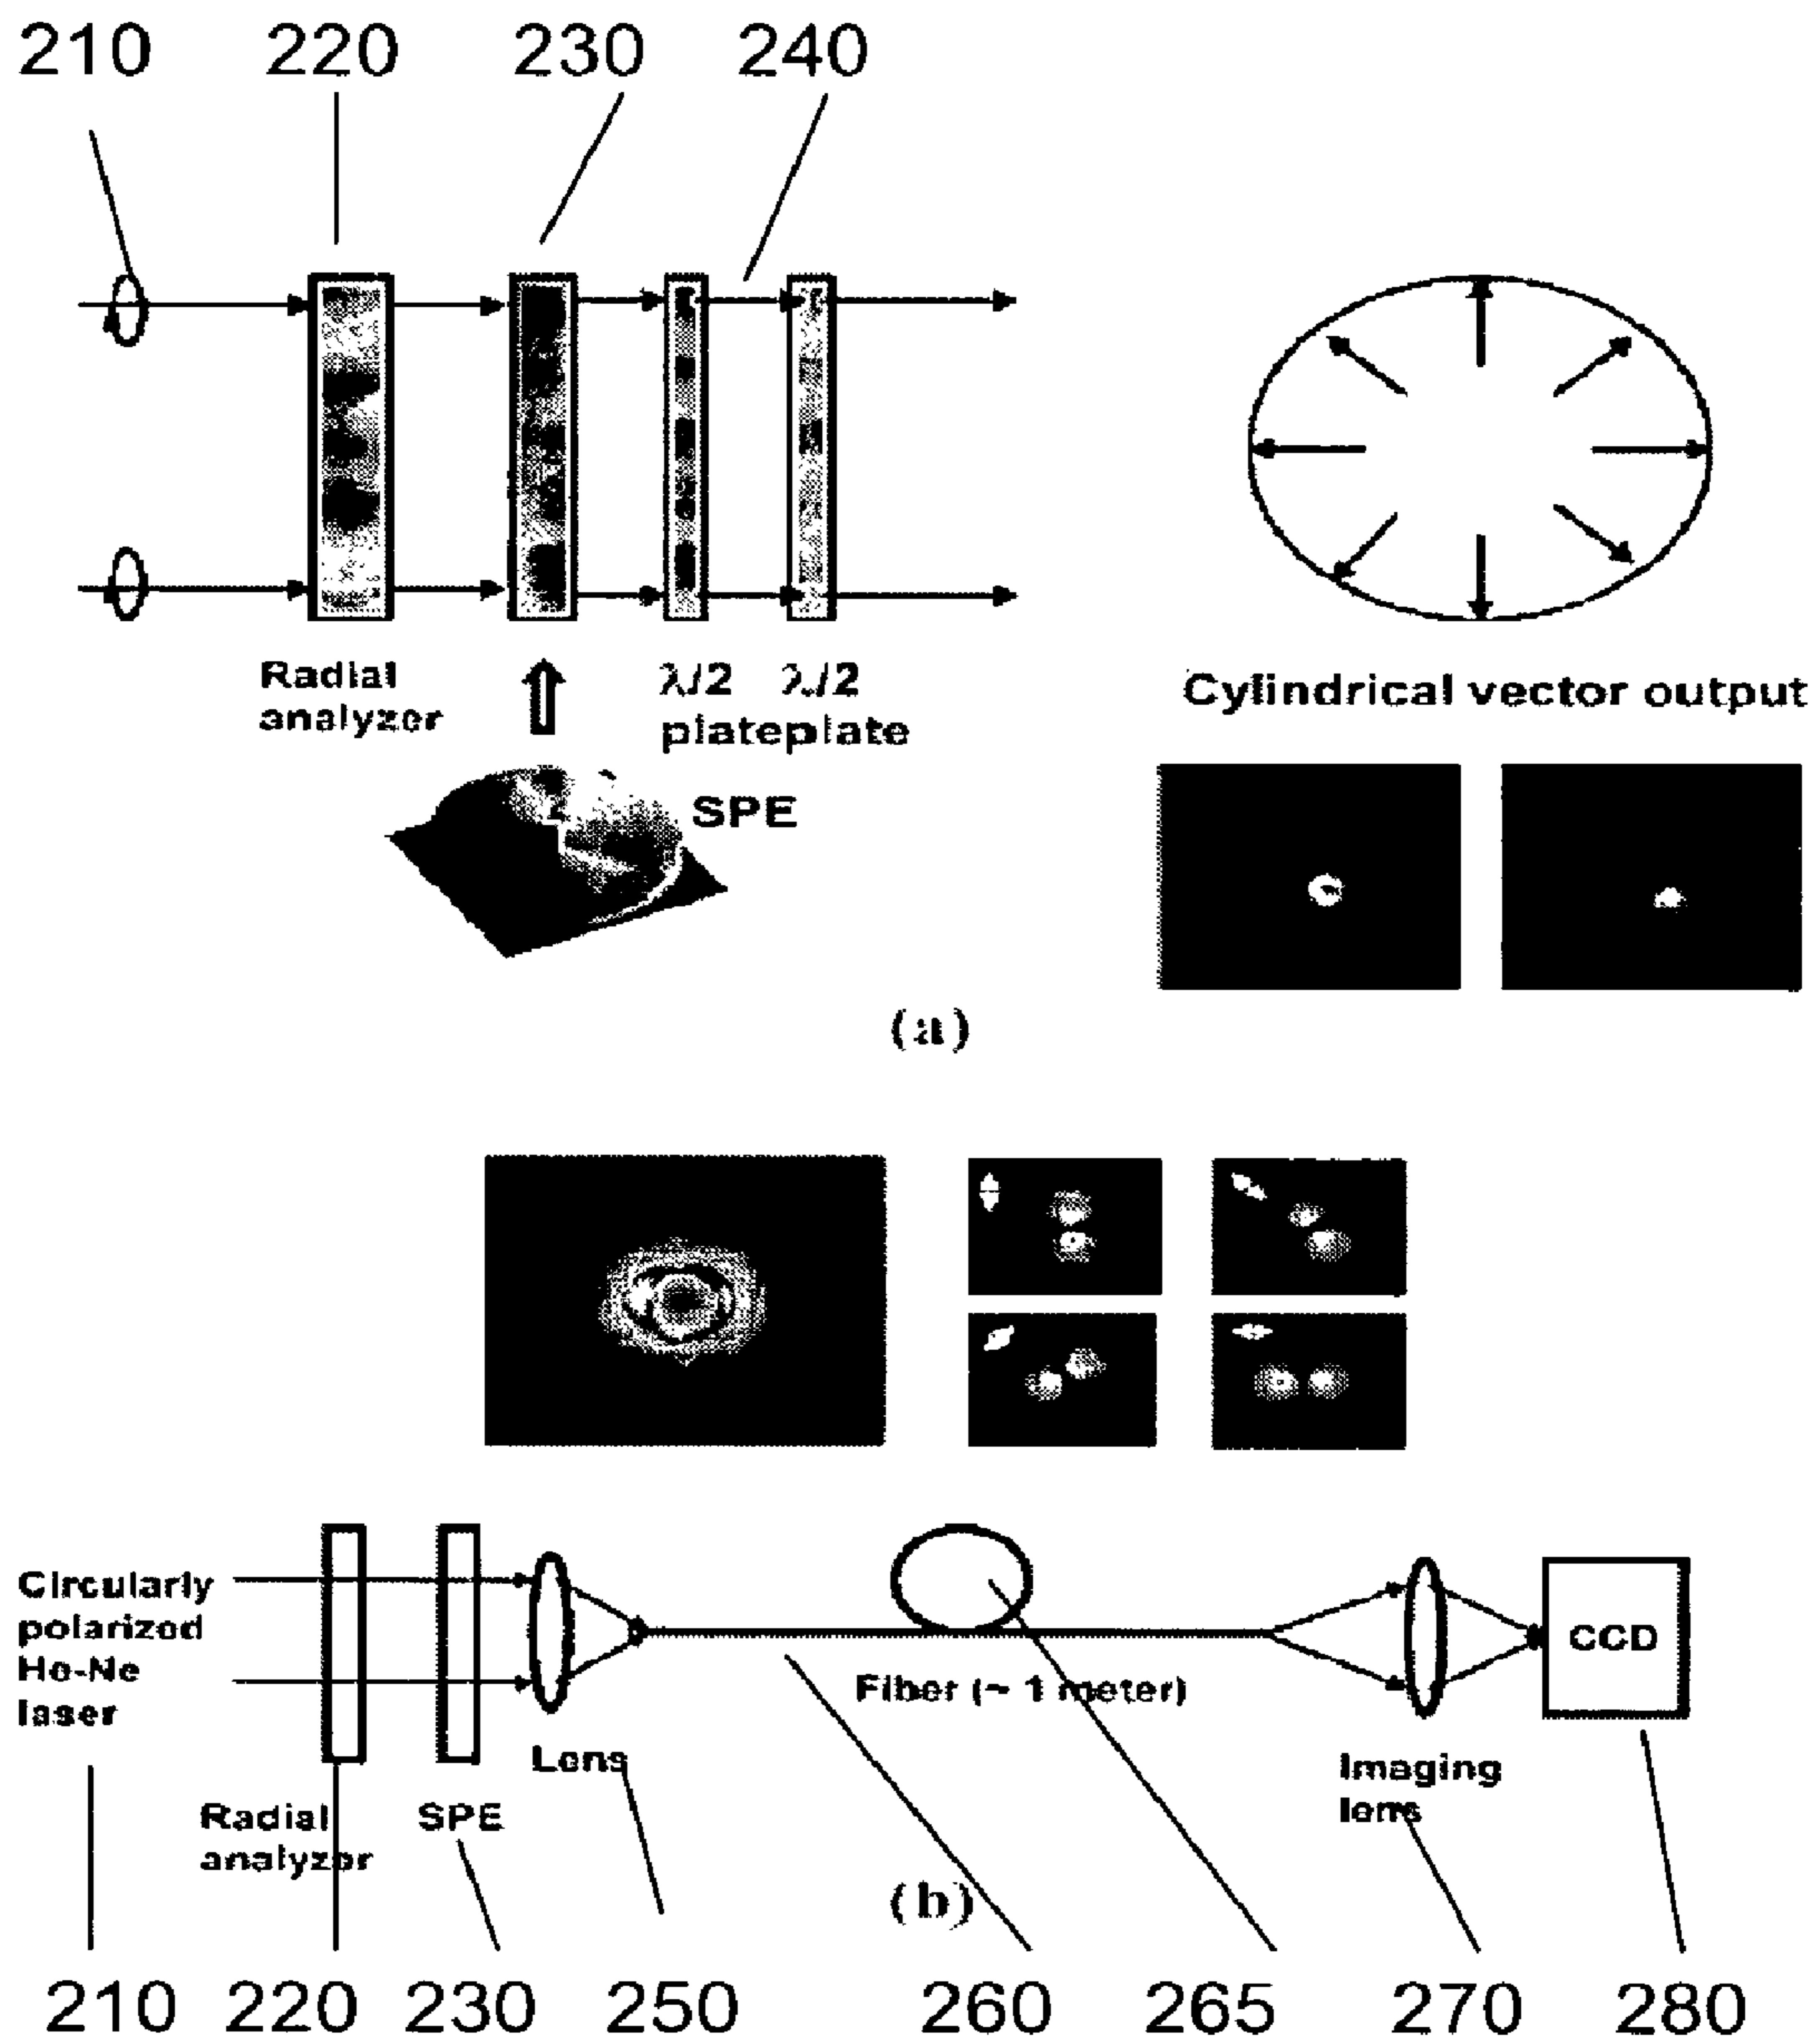 210 220 230 240
Radial
analyzer
λ/2 λ/2
plateplate
SPE
Cylindrical vector output
(a)
Circularly
polarized
Ho-Ne
laser
CCD
Fiber (~ 1 meter)
Lens
Imaging
lens
Radial
analyzer
SPE
(b)
210 220 230 250 260 265 270 280